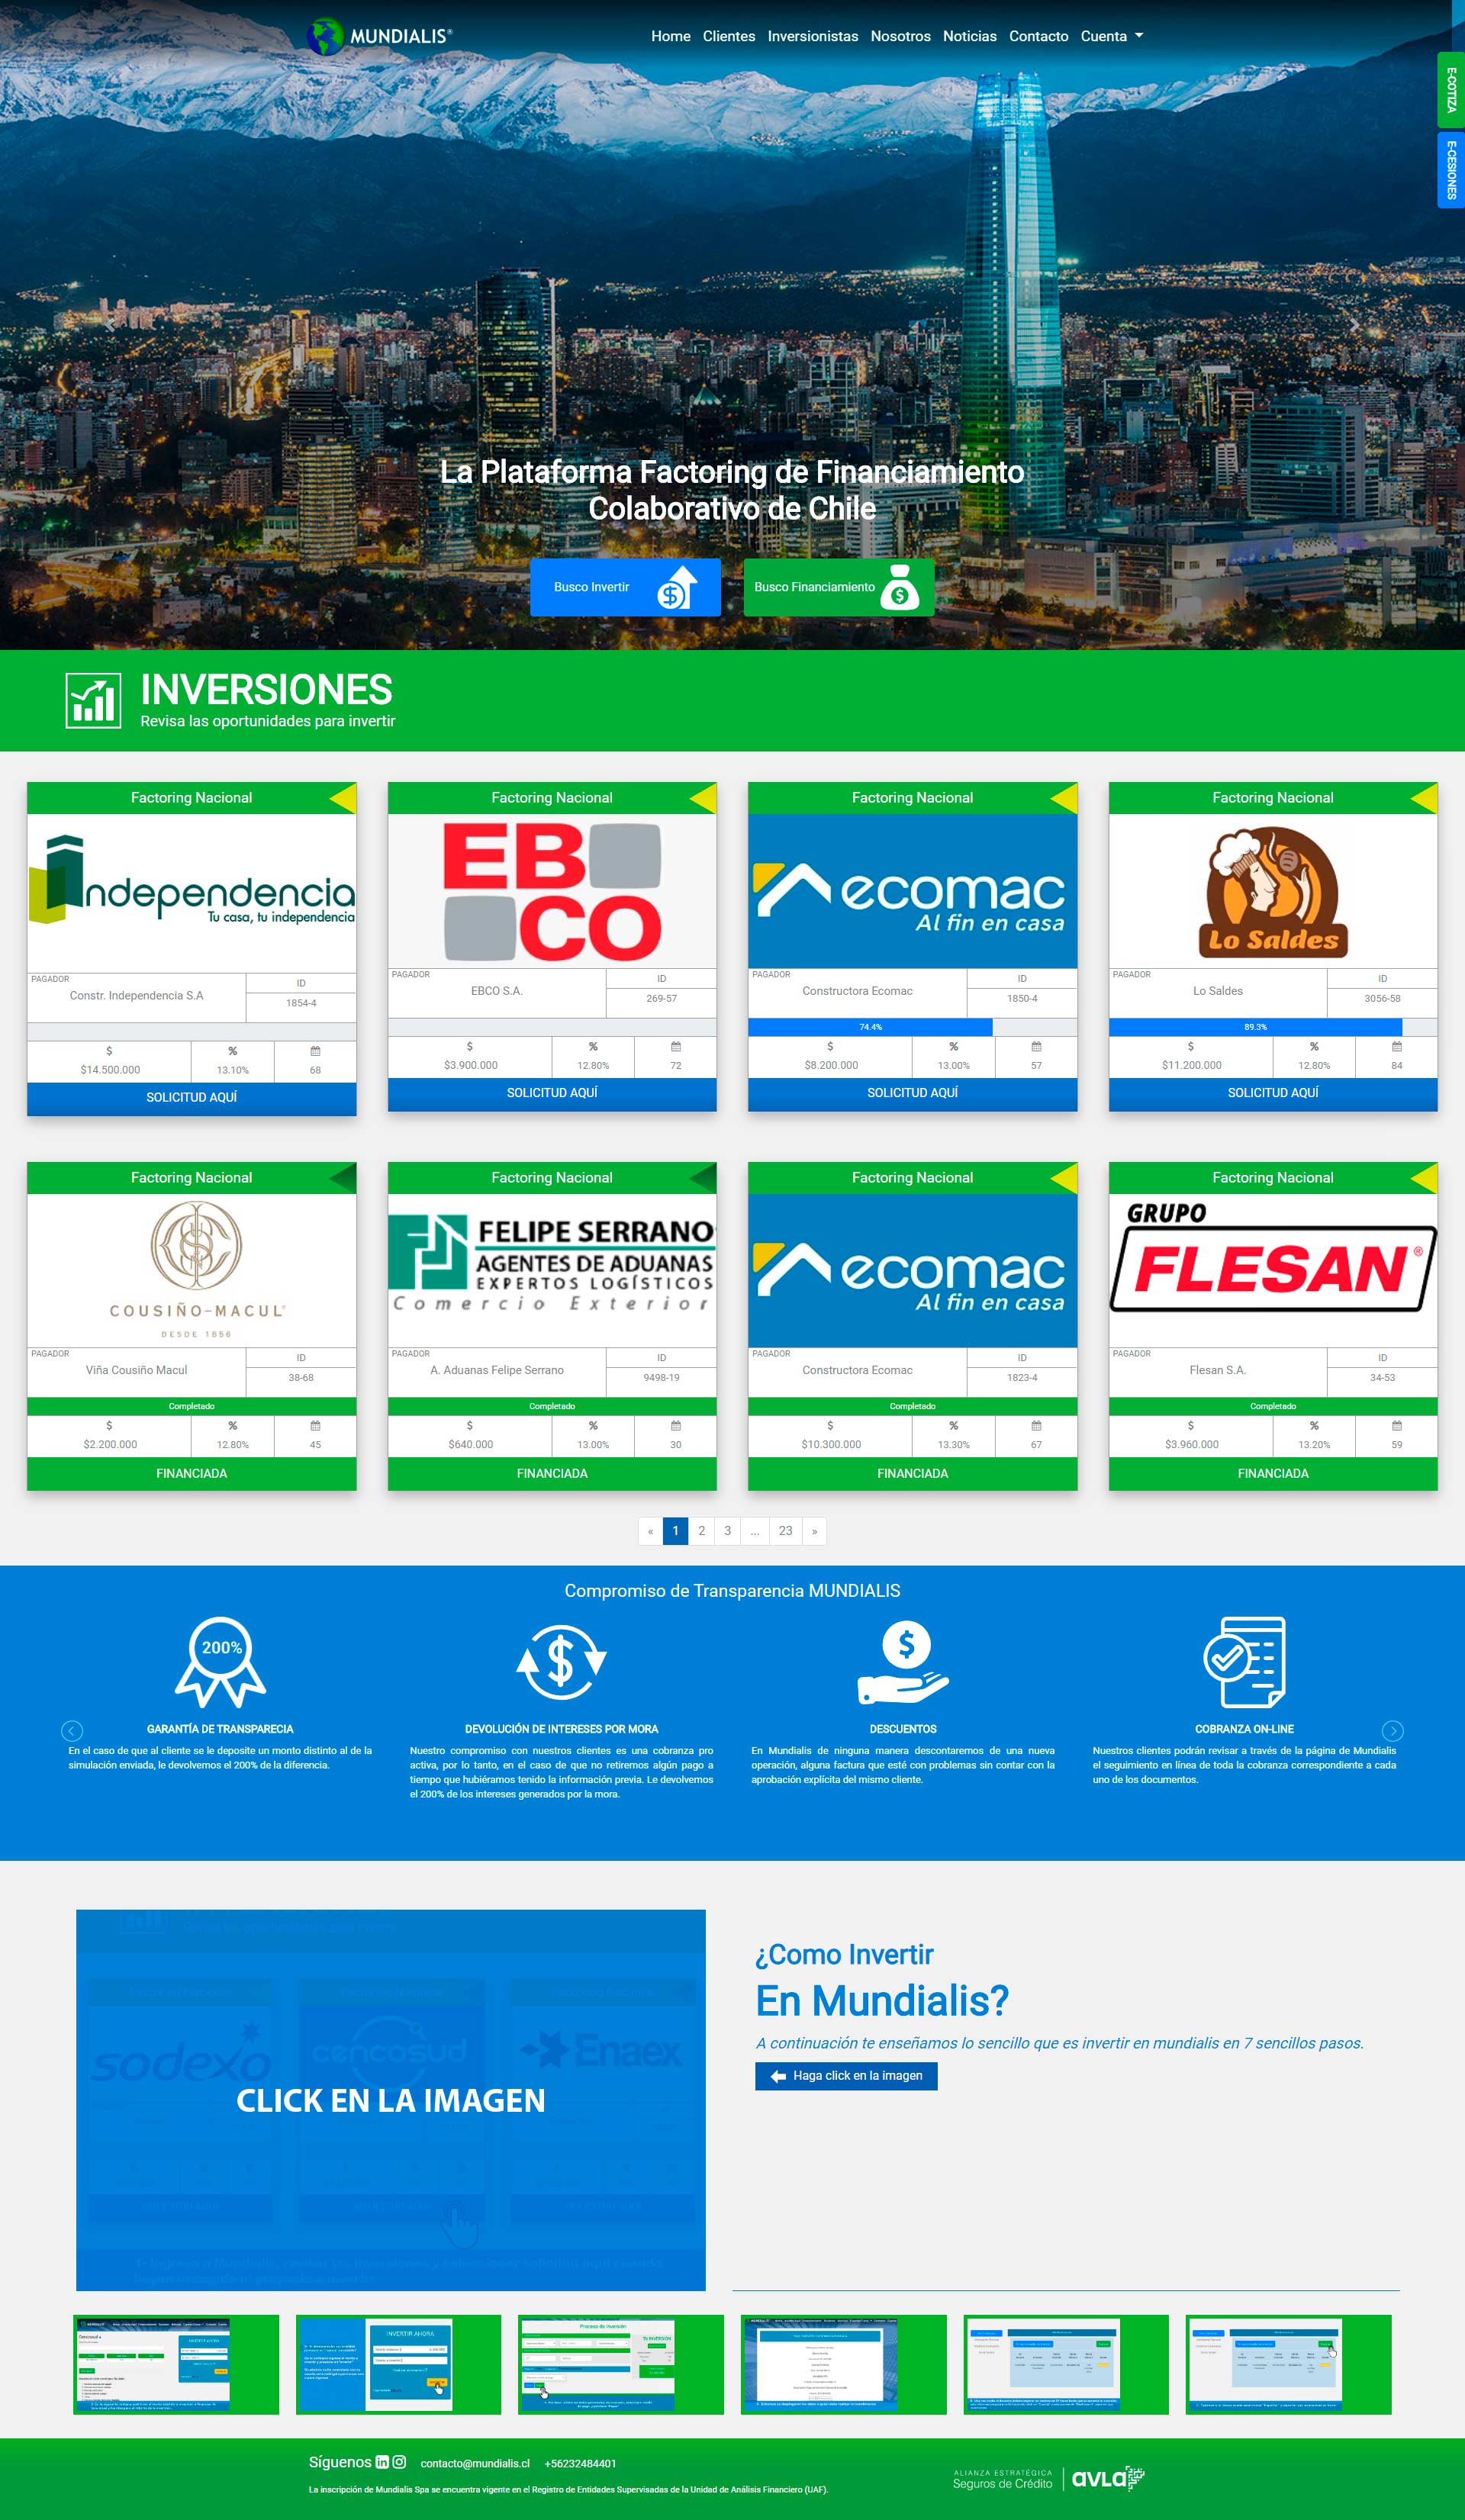 MUNDIALIS®
Home Clientes Inversionistas Nosotros Noticias Contacto Cuenta
E-COTIZA
E-CESIONES
La Plataforma Factoring de Financiamiento
Colaborativo de Chile
Busco Invertir
Busco Financiamiento
INVERSIONES
Revisa las oportunidades para invertir
Factoring Nacional
Independencia
Tu casa, tu independencia
PAGADOR
Constr. Independencia S.A
ID
1854-4
$ %
$14.500.000 13.10% 68
SOLICITUD AQUÍ
Factoring Nacional
EBCO
PAGADOR
EBCO S.A.
ID
269-57
$ %
$3.900.000 12.80% 72
SOLICITUD AQUÍ
Factoring Nacional
ecomac
Al fin en casa
PAGADOR
Constructora Ecomac
ID
1850-4
74.4%
$ %
$8.200.000 13.00% 57
SOLICITUD AQUÍ
Factoring Nacional
Lo Saldes
PAGADOR
Lo Saldes
ID
3056-58
89.3%
$ %
$11.200.000 12.80% 84
SOLICITUD AQUÍ
Factoring Nacional
COUSIÑO-MACUL
DESDE 1856
PAGADOR
Viña Cousiño Macul
ID
38-68
Completado
$ %
$2.200.000 12.80% 45
FINANCIADA
Factoring Nacional
FELIPE SERRANO
AGENTES DE ADUANAS
EXPERTOS LOGÍSTICOS
Comercio Exterior
PAGADOR
A. Aduanas Felipe Serrano
ID
9498-19
Completado
$ %
$640.000 13.00% 30
FINANCIADA
Factoring Nacional
ecomac
Al fin en casa
PAGADOR
Constructora Ecomac
ID
1823-4
Completado
$ %
$10.300.000 13.30% 67
FINANCIADA
Factoring Nacional
GRUPO
FLESAN®
PAGADOR
Flesan S.A.
ID
34-53
Completado
$ %
$3.960.000 13.20% 59
FINANCIADA
« 1 2 3 ... 23 »
Compromiso de Transparencia MUNDIALIS
200%
GARANTÍA DE TRANSPARECIA
En el caso de que al cliente se le deposite un monto distinto al de la
simulación enviada, le devolvemos el 200% de la diferencia.
DEVOLUCIÓN DE INTERESES POR MORA
Nuestro compromiso con nuestros clientes es una cobranza pro
activa, por lo tanto, en el caso de que no retiremos algún pago a
tiempo que hubiéramos tenido la información previa. Le devolvemos
el 200% de los intereses generados por la mora.
DESCUENTOS
En Mundialis de ninguna manera descontaremos de una nueva
operación, alguna factura que esté con problemas sin contar con la
aprobación explícita del mismo cliente.
COBRANZA ON-LINE
Nuestros clientes podrán revisar a través de la página de Mundialis
el seguimiento en línea de toda la cobranza correspondiente a cada
uno de los documentos.
sodexo
cencosud
Enaex
CLICK EN LA IMAGEN
¿Como Invertir
En Mundialis?
A continuación te enseñamos lo sencillo que es invertir en mundialis en 7 sencillos pasos.
Haga click en la imagen
INVERTIR AHORA
Proceso de Inversión
Síguenos contacto@mundialis.cl +56232484401
La inscripción de Mundialis Spa se encuentra vigente en el Registro de Entidades Supervisadas de la Unidad de Análisis Financiero (UAF).
ALIANZA ESTRATÉGICA
Seguros de Crédito
avla